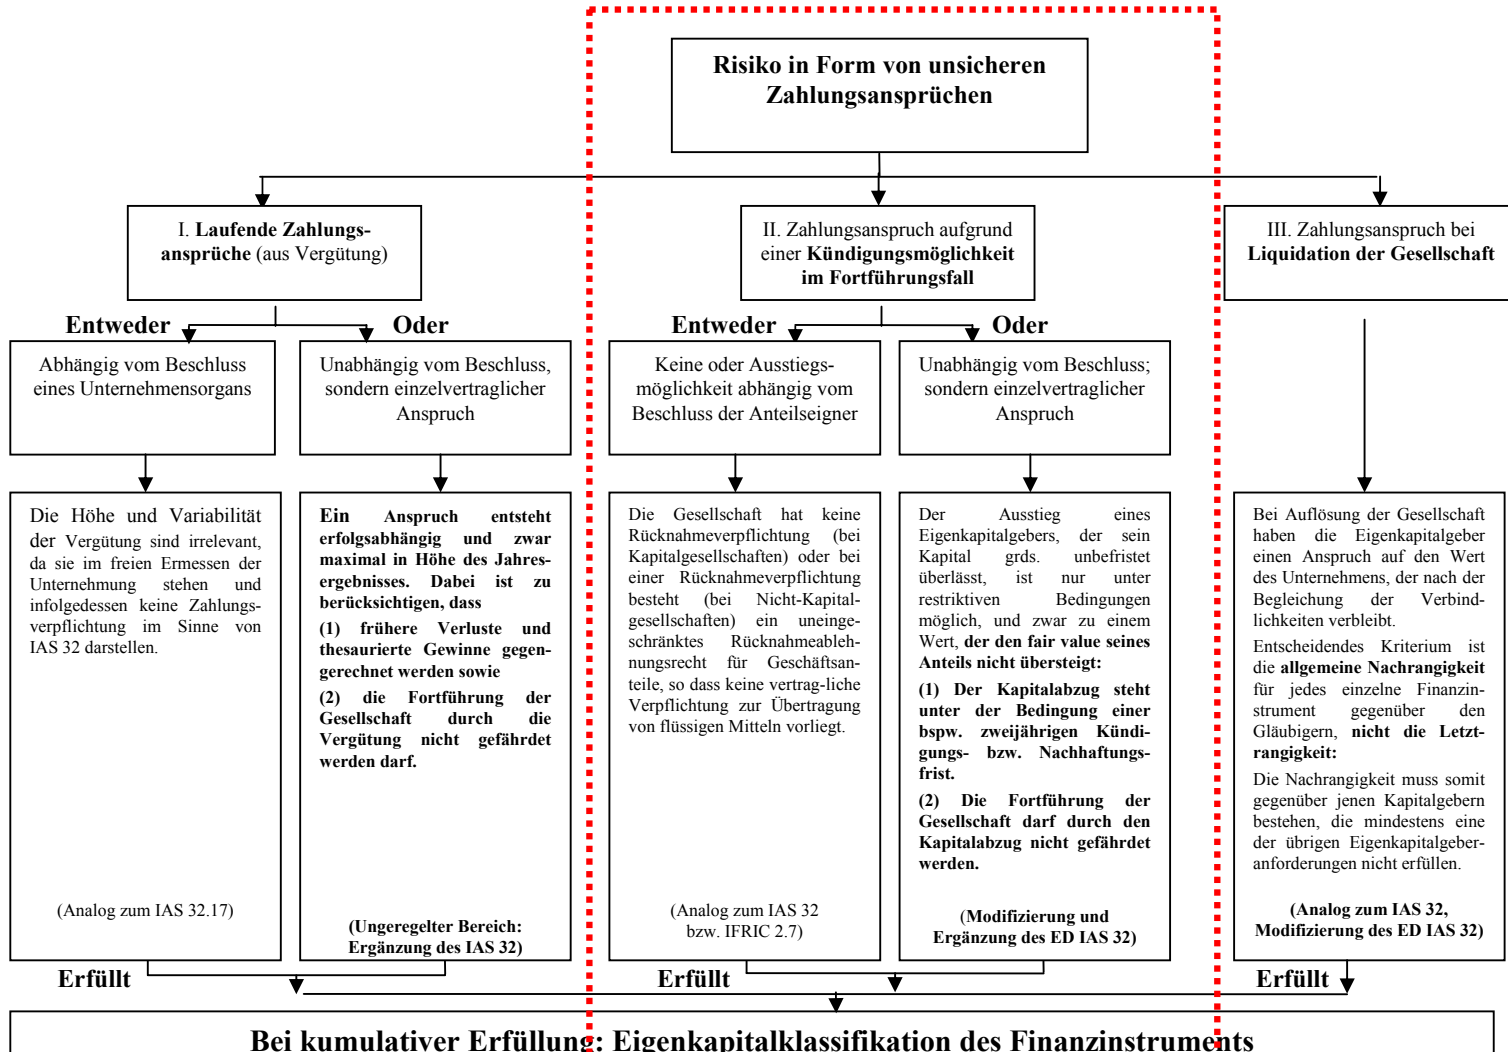 Risiko in Form von unsicheren
Zahlungsansprüchen
I. Laufende Zahlungs-
ansprüche (aus Vergütung)
II. Zahlungsanspruch aufgrund
einer Kündigungsmöglichkeit
im Fortführungsfall
III. Zahlungsanspruch bei
Liquidation der Gesellschaft
Entweder
Oder
Entweder
Oder
Abhängig vom Beschluss
eines Unternehmensorgans
Unabhängig vom Beschluss,
sondern einzelvertraglicher
Anspruch
Keine oder Ausstiegs-
möglichkeit abhängig vom
Beschluss der Anteilseigner
Unabhängig vom Beschluss;
sondern einzelvertraglicher
Anspruch
Die Höhe und Variabilität
der Vergütung sind irrelevant,
da sie im freien Ermessen der
Unternehmung stehen und
infolgedessen keine Zahlungs-
verpflichtung im Sinne von
IAS 32 darstellen.
(Analog zum IAS 32.17)
Ein Anspruch entsteht
erfolgsabhängig und zwar
maximal in Höhe des Jahres-
ergebnisses. Dabei ist zu
berücksichtigen, dass
(1) frühere Verluste und
thesaurierte Gewinne gegen-
gerechnet werden sowie
(2) die Fortführung der
Gesellschaft durch die
Vergütung nicht gefährdet
werden darf.
(Ungeregelter Bereich:
Ergänzung des IAS 32)
Die Gesellschaft hat keine
Rücknahmeverpflichtung (bei
Kapitalgesellschaften) oder bei
einer Rücknahmeverpflichtung
besteht (bei Nicht-Kapital-
gesellschaften) ein uneinge-
schränktes Rücknahmeableh-
nungsrecht für Geschäftsan-
teile, so dass keine vertrag-liche
Verpflichtung zur Übertragung
von flüssigen Mitteln vorliegt.
(Analog zum IAS 32
bzw. IFRIC 2.7)
Der Ausstieg eines
Eigenkapitalgebers, der sein
Kapital grds. unbefristet
überlässt, ist nur unter
restriktiven Bedingungen
möglich, und zwar zu einem
Wert, der den fair value seines
Anteils nicht übersteigt:
(1) Der Kapitalabzug steht
unter der Bedingung einer
bspw. zweijährigen Kündi-
gungs- bzw. Nachhaftungs-
frist.
(2) Die Fortführung der
Gesellschaft darf durch den
Kapitalabzug nicht gefährdet
werden.
(Modifizierung und
Ergänzung des ED IAS 32)
Bei Auflösung der Gesellschaft
haben die Eigenkapitalgeber
einen Anspruch auf den Wert
des Unternehmens, der nach der
Begleichung der Verbind-
lichkeiten verbleibt.
Entscheidendes Kriterium ist
die allgemeine Nachrangigkeit
für jedes einzelne Finanzin-
strument gegenüber den
Gläubigern, nicht die Letzt-
rangigkeit:
Die Nachrangigkeit muss somit
gegenüber jenen Kapitalgebern
bestehen, die mindestens eine
der übrigen Eigenkapitalgeber-
anforderungen nicht erfüllen.
(Analog zum IAS 32,
Modifizierung des ED IAS 32)
Erfüllt
Erfüllt
Erfüllt
Bei kumulativer Erfüllung: Eigenkapitalklassifikation des Finanzinstruments